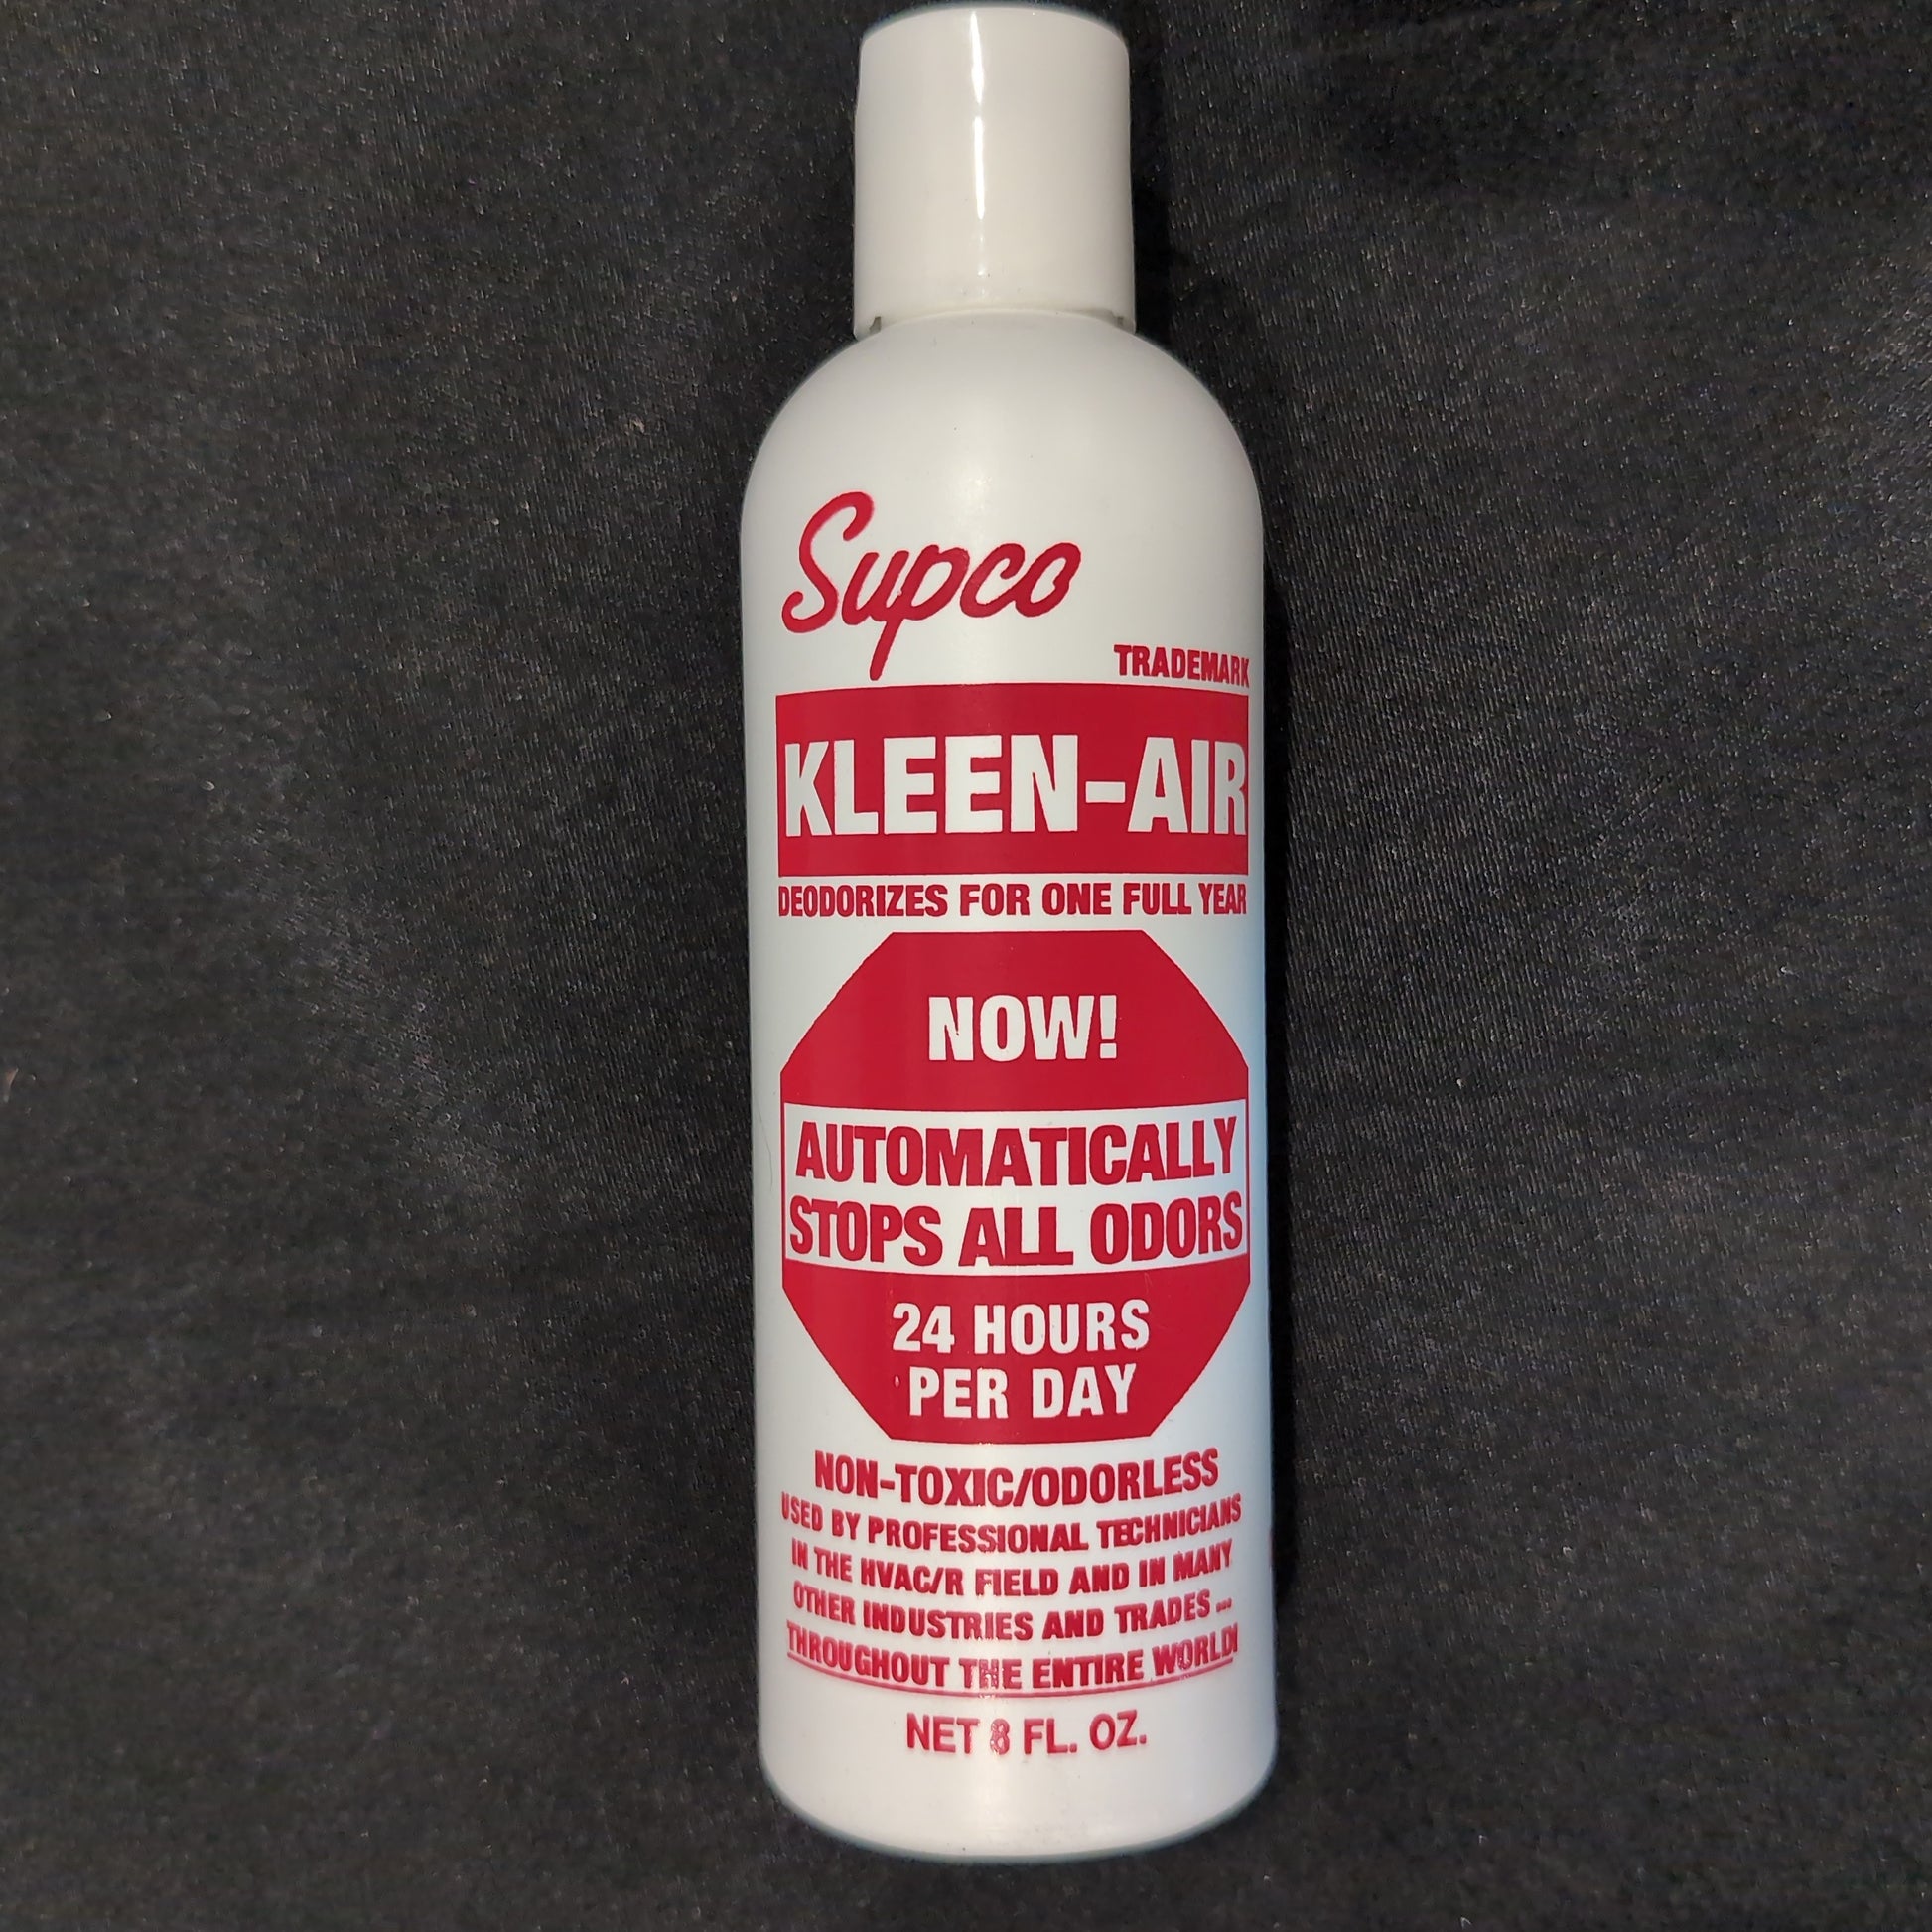 Supco
TRADEMARK
KLEEN-AIR
DEODORIZES FOR ONE FULL YEAR
NOW!
AUTOMATICALLY
STOPS ALL ODORS
24 HOURS
PER DAY
NON-TOXIC/ODORLESS
USED BY PROFESSIONAL TECHNICIANS
IN THE HVAC/R FIELD AND IN MANY
OTHER INDUSTRIES AND TRADES ...
THROUGHOUT THE ENTIRE WORLD!
NET 8 FL. OZ.